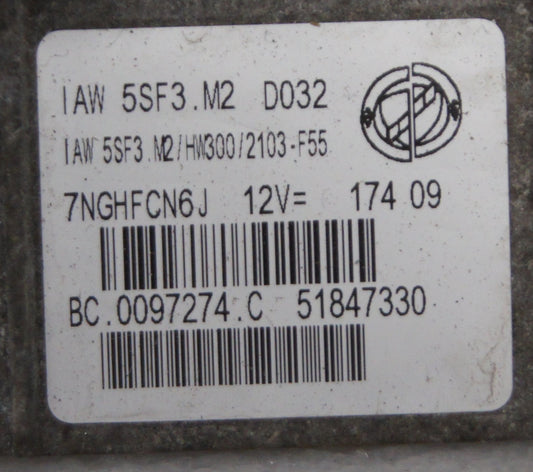 IAW 5SF3.M2 D032
IAW 5SF3.M2/HW300/2103-F55
7NGHFCN6J 12V= 174 09
BC.0097274.C 51847330